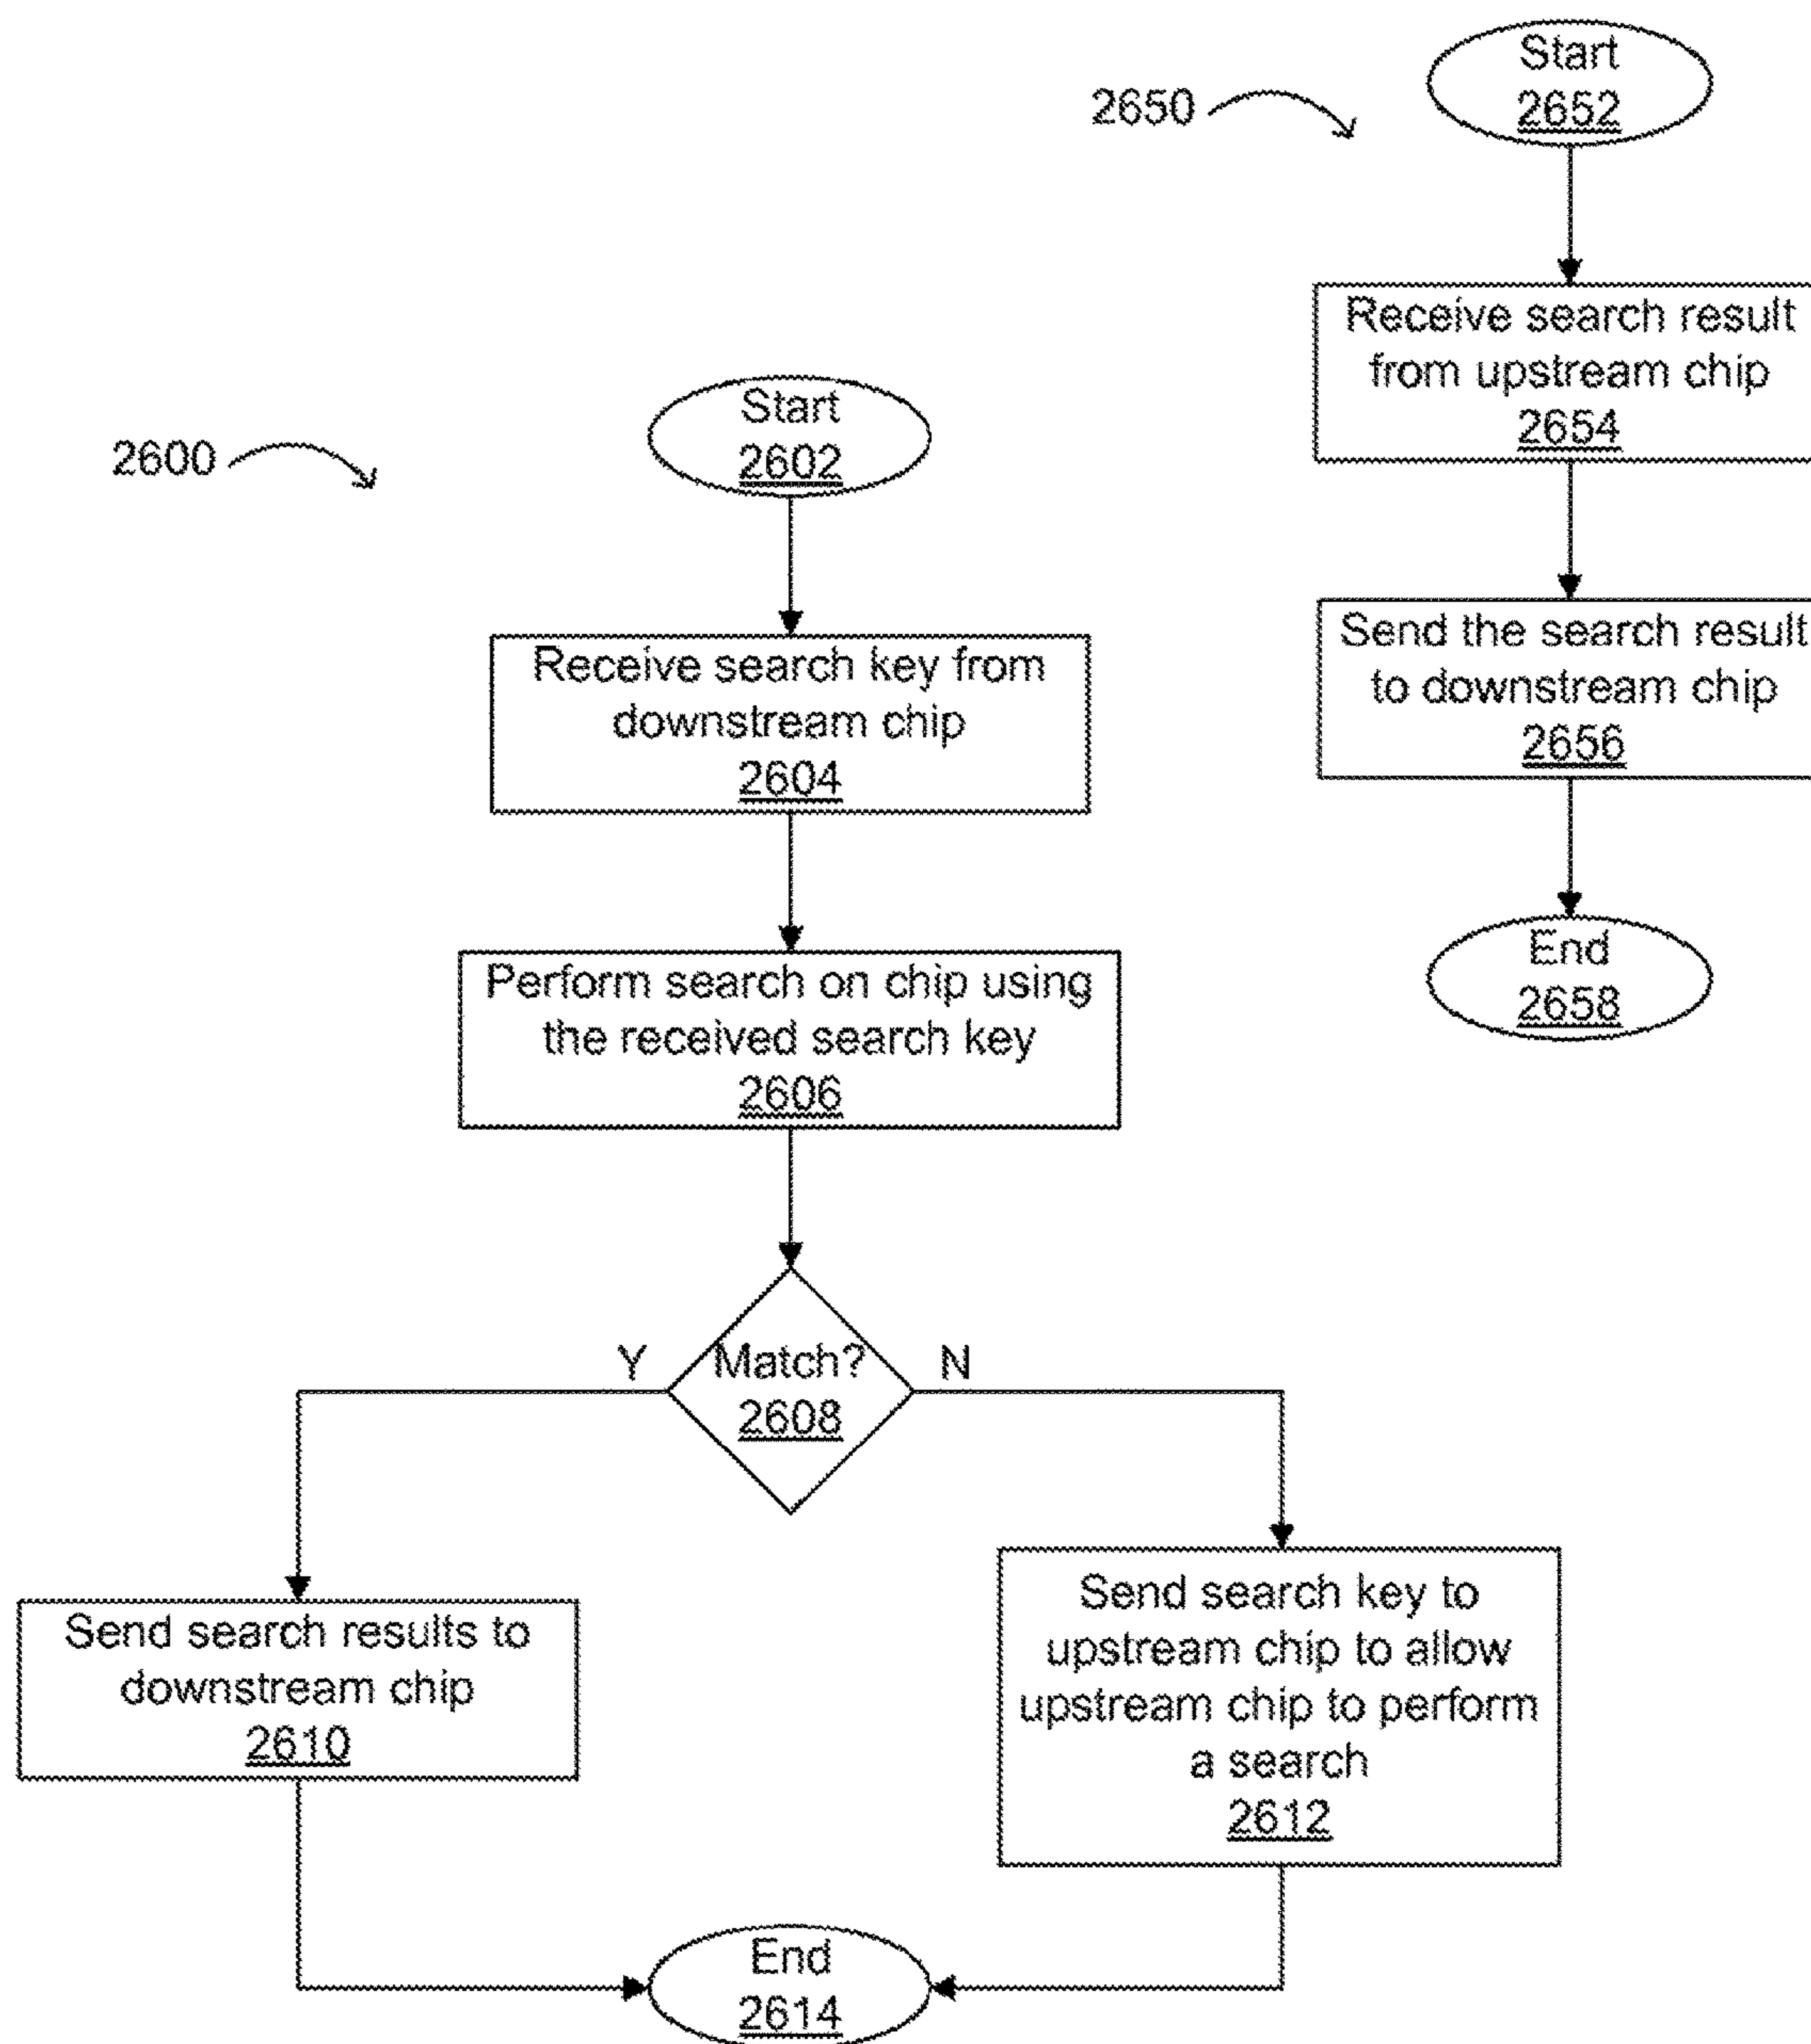 2600
Start
2602
Receive search key from
downstream chip
2604
Perform search on chip using
the received search key
2606
Y
Match?
N
2608
Send search results to
downstream chip
2610
Send search key to
upstream chip to allow
upstream chip to perform
a search
2612
End
2614
2650
Start
2652
Receive search result
from upstream chip
2654
Send the search result
to downstream chip
2656
End
2658